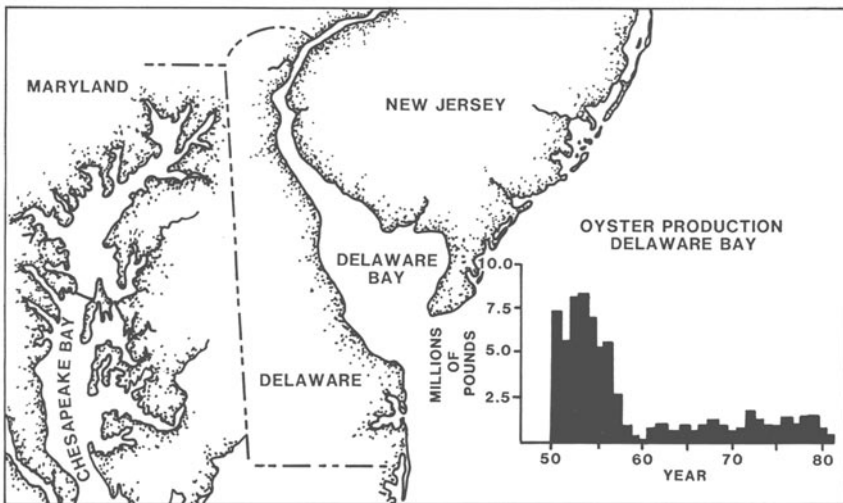 MARYLAND
NEW JERSEY
OYSTER PRODUCTION
DELAWARE BAY
DELAWARE
BAY
10.0
7.5
5.0
2.5
MILLIONS
OF
POUNDS
CHESAPEAKE BAY
DELAWARE
50
60
70
80
YEAR